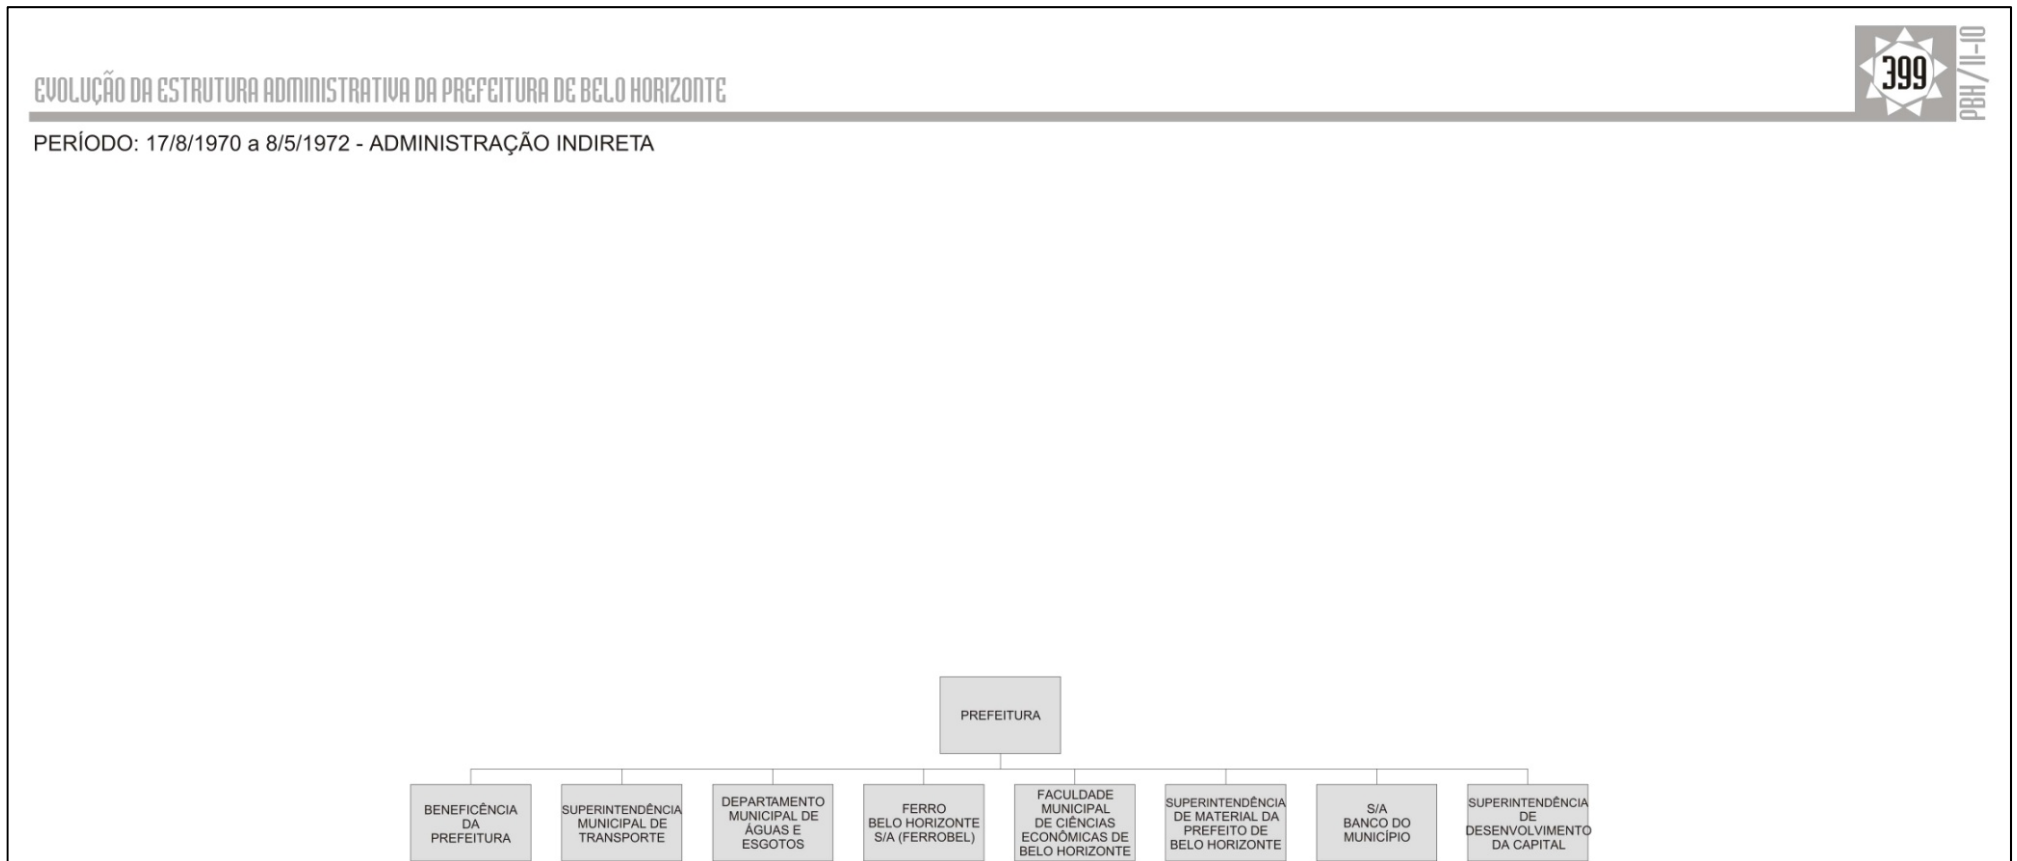 EVOLUÇÃO DA ESTRUTURA ADMINISTRATIVA DA PREFEITURA DE BELO HORIZONTE
399
PBH/II-10
PERÍODO: 17/8/1970 a 8/5/1972 - ADMINISTRAÇÃO INDIRETA
PREFEITURA
BENEFICÊNCIA
DA
PREFEITURA
SUPERINTENDÊNCIA
MUNICIPAL DE
TRANSPORTE
DEPARTAMENTO
MUNICIPAL DE
ÁGUAS E
ESGOTOS
FERRO
BELO HORIZONTE
S/A (FERROBEL)
FACULDADE
MUNICIPAL
DE CIÊNCIAS
ECONÔMICAS DE
BELO HORIZONTE
SUPERINTENDÊNCIA
DE MATERIAL DA
PREFEITO DE
BELO HORIZONTE
S/A
BANCO DO
MUNICÍPIO
SUPERINTENDÊNCIA
DE
DESENVOLVIMENTO
DA CAPITAL